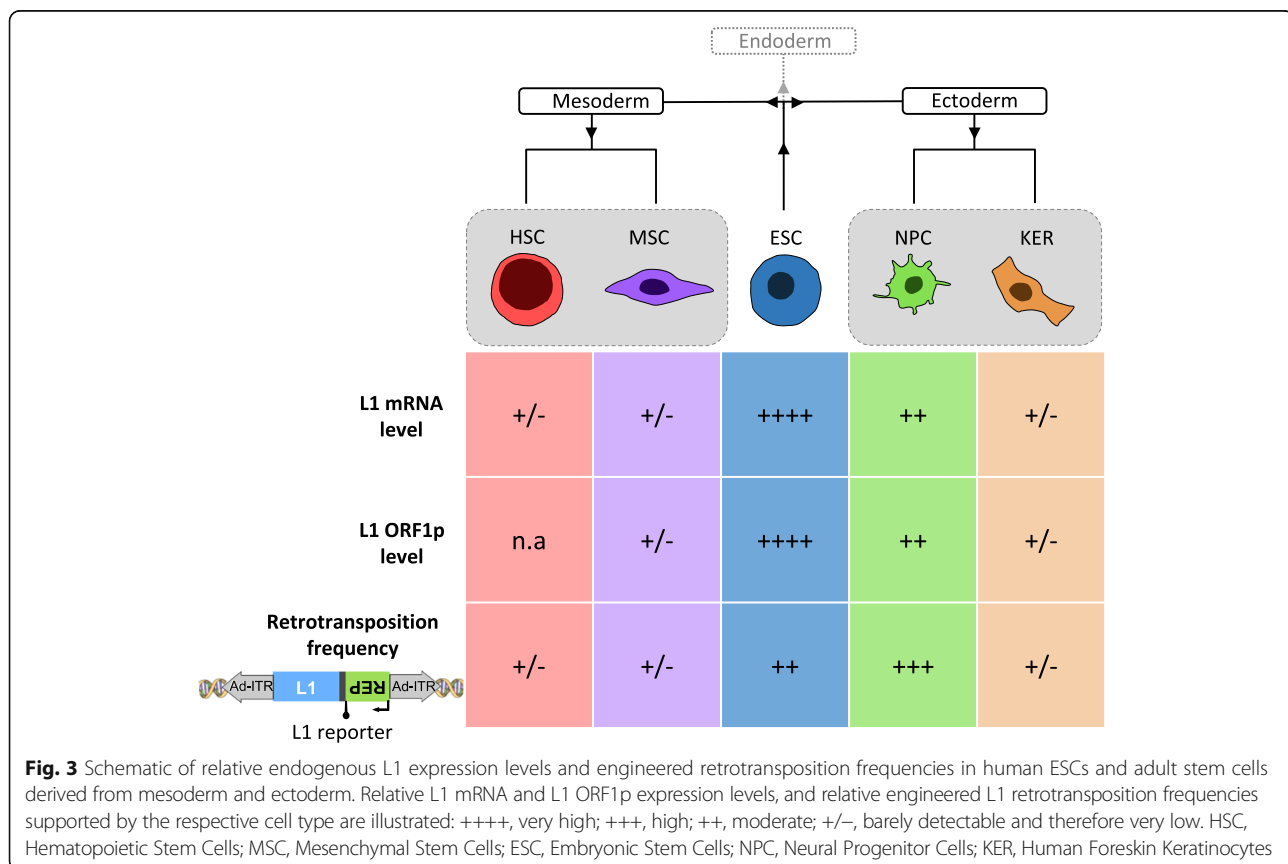 Endoderm
Mesoderm
Ectoderm
HSC
MSC
ESC
NPC
KER
L1 mRNA
level
+/-
+/-
++++
++
+/-
L1 ORF1p
level
n.a
+/-
++++
++
+/-
Retrotransposition
frequency
+/-
+/-
++
+++
+/-
Ad-ITR
L1
REP
Ad-ITR
L1 reporter
Fig. 3 Schematic of relative endogenous L1 expression levels and engineered retrotransposition frequencies in human ESCs and adult stem cells
derived from mesoderm and ectoderm. Relative L1 mRNA and L1 ORF1p expression levels, and relative engineered L1 retrotransposition frequencies
supported by the respective cell type are illustrated: ++++, very high; +++, high; ++, moderate; +/−, barely detectable and therefore very low. HSC,
Hematopoietic Stem Cells; MSC, Mesenchymal Stem Cells; ESC, Embryonic Stem Cells; NPC, Neural Progenitor Cells; KER, Human Foreskin Keratinocytes